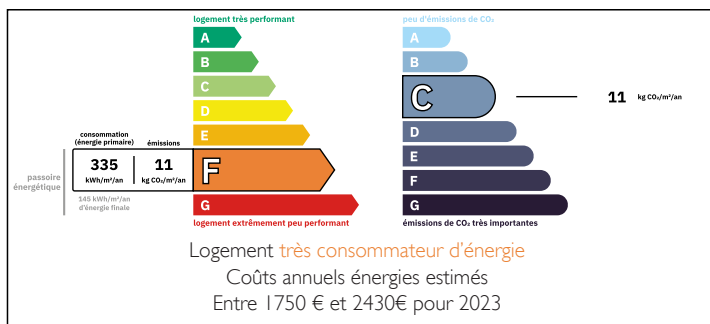 logement très performant
A
B
C
D
E
consommation
(énergie primaire)
émissions
335
kWh/m²/an
11
kg CO₂/m²/an
F
passoire
énergétique
145 kWh/m²/an
d'énergie finale
G
logement extrêmement peu performant
peu d'émissions de CO₂
A
B
C
11 kg CO₂/m²/an
D
E
F
G
émissions de CO₂ très importantes
Logement très consommateur d'énergie
Coûts annuels énergies estimés
Entre 1750 € et 2430€ pour 2023